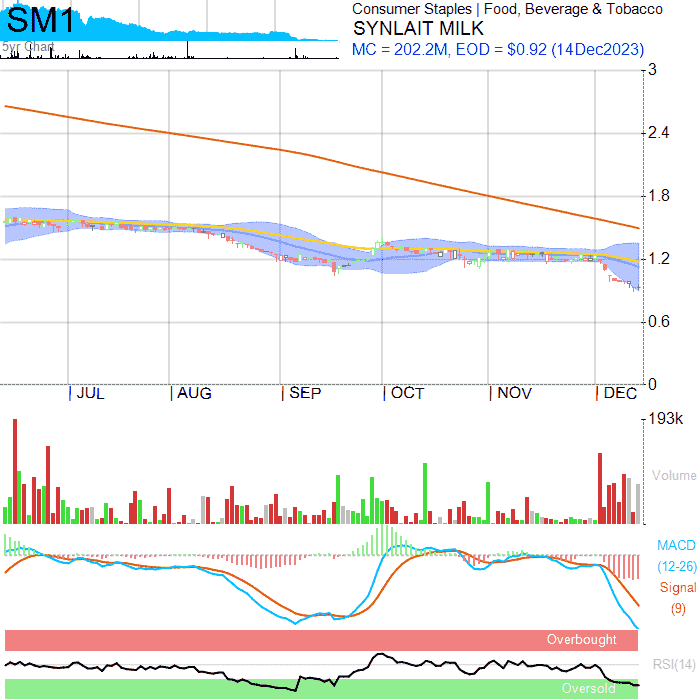 SM1
5yr Chart
Consumer Staples | Food, Beverage & Tobacco
SYNLAIT MILK
MC = 202.2M, EOD = $0.92 (14Dec2023)
3
2.4
1.8
1.2
0.6
0
| JUL | AUG | SEP | OCT | NOV | DEC
193k
Volume
MACD
(12-26)
Signal
(9)
Overbought
RSI(14)
Oversold